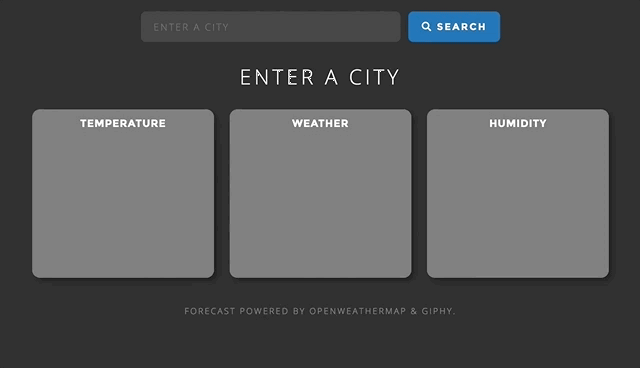 ENTER A CITY
SEARCH
ENTER A CITY
TEMPERATURE
WEATHER
HUMIDITY
FORECAST POWERED BY OPENWEATHERMAP & GIPHY.